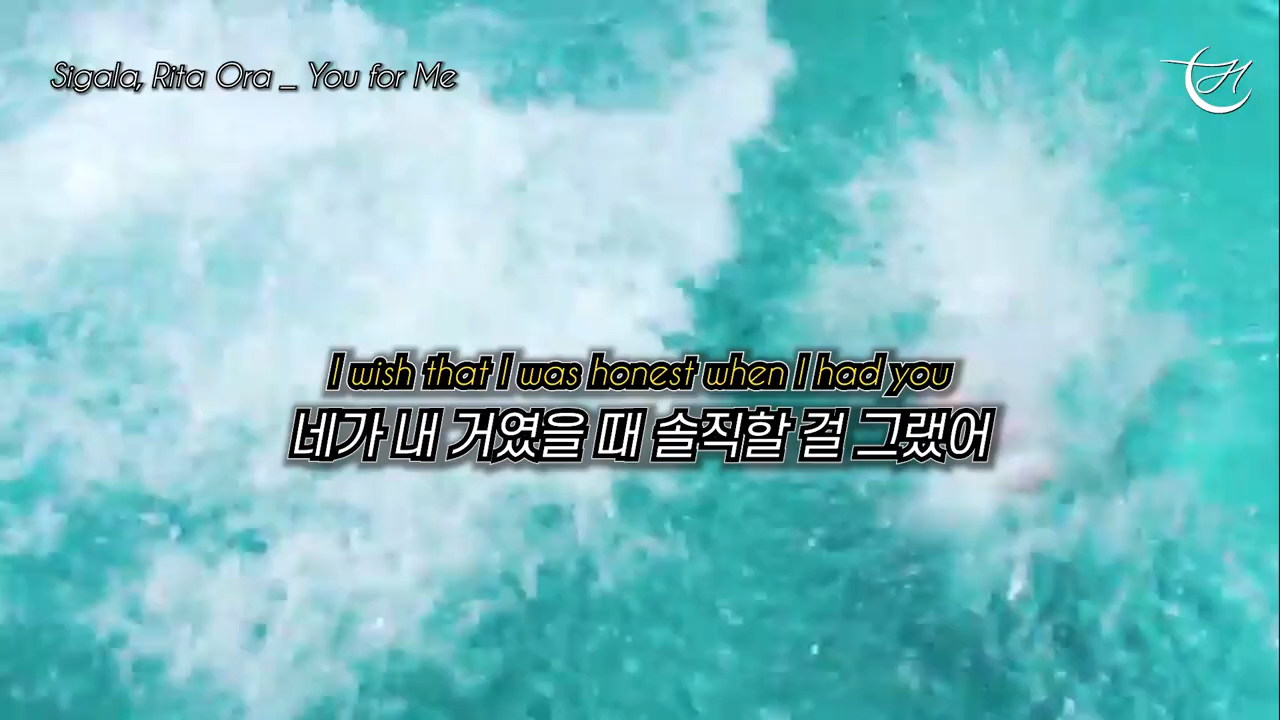 Sigala, Rita Ora _ You for Me
I wish that I was honest when I had you
네가 내 거였을 때 솔직할 걸 그랬어